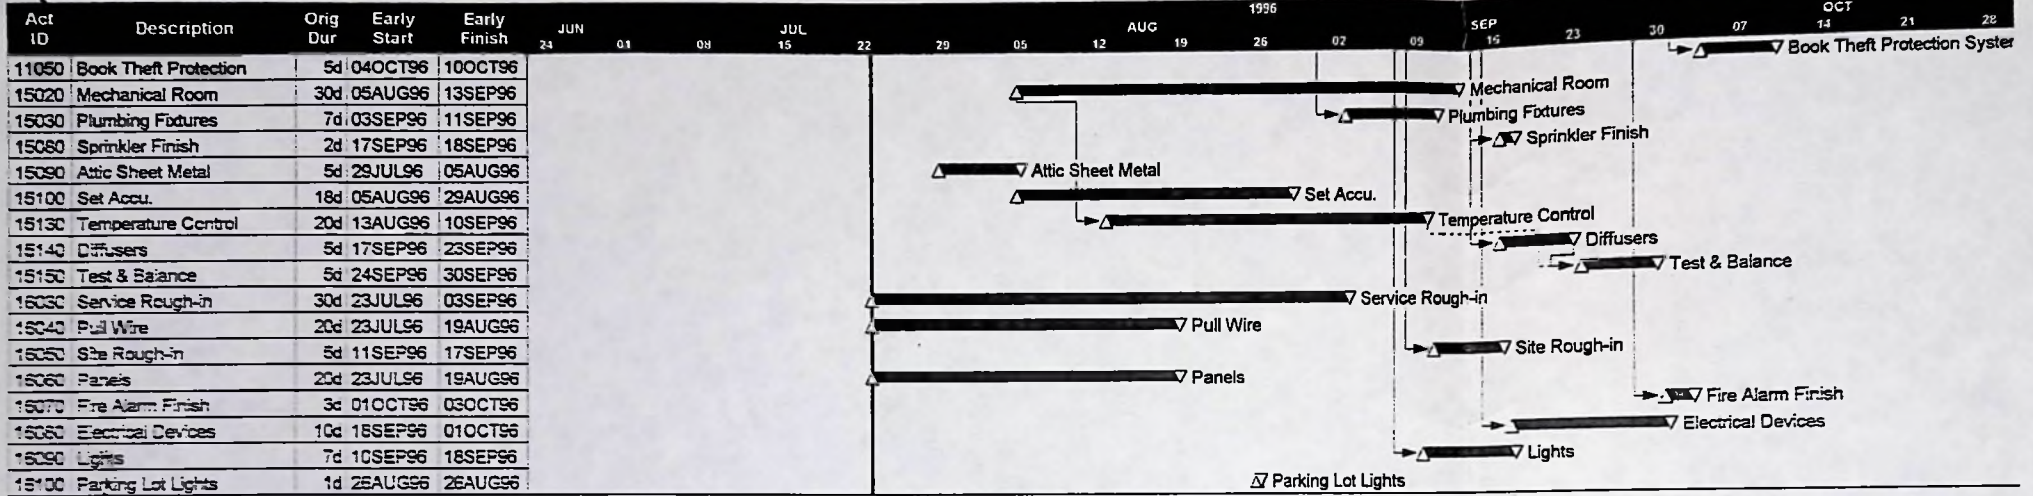 Act ID Description Orig Dur Early Start Early Finish
1996
JUN JUL AUG SEP OCT
24 01 08 15 22 29 05 12 19 26 02 09 16 23 30 07 14 21 28
11050 Book Theft Protection 5d 04OCT96 10OCT96 Book Theft Protection Syster
15020 Mechanical Room 30d 05AUG96 13SEP96 Mechanical Room
15030 Plumbing Fixtures 7d 03SEP96 11SEP96 Plumbing Fixtures
15080 Sprinkler Finish 2d 17SEP96 18SEP96 Sprinkler Finish
15090 Attic Sheet Metal 5d 29JUL96 05AUG96 Attic Sheet Metal
15100 Set Accu. 18d 05AUG96 29AUG96 Set Accu.
15130 Temperature Control 20d 13AUG96 10SEP96 Temperature Control
15140 Diffusers 5d 17SEP96 23SEP96 Diffusers
15150 Test & Balance 5d 24SEP96 30SEP96 Test & Balance
16030 Service Rough-in 30d 23JUL96 03SEP96 Service Rough-in
16040 Pull Wire 20d 23JUL96 19AUG96 Pull Wire
16050 Site Rough-in 5d 11SEP96 17SEP96 Site Rough-in
16060 Panels 20d 23JUL96 19AUG96 Panels
16070 Fire Alarm Finish 3d 01OCT96 03OCT96 Fire Alarm Finish
Electrical Devices 10d 18SEP96 01OCT96 Electrical Devices
16090 Lights 7d 10SEP96 18SEP96 Lights
Parking Lot Lights 1d 26AUG96 26AUG96 Parking Lot Lights